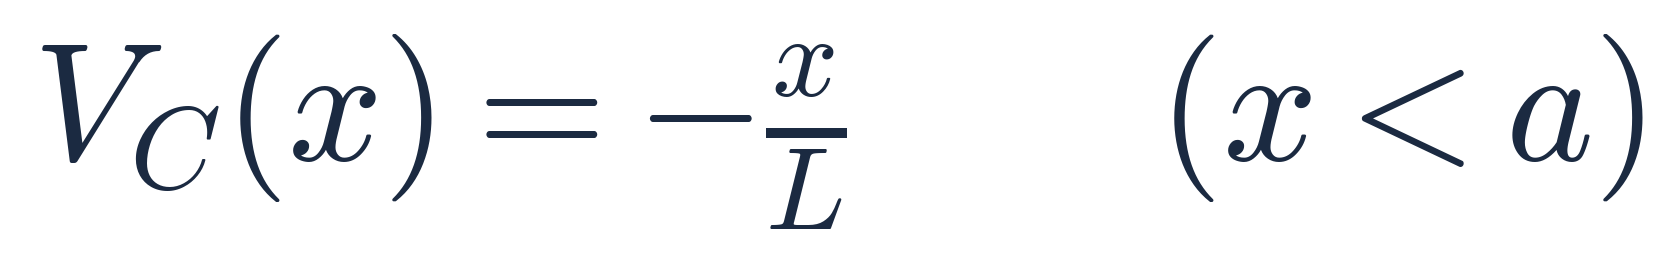 $V_C(x) = -\frac{x}{L} \qquad (x < a)$